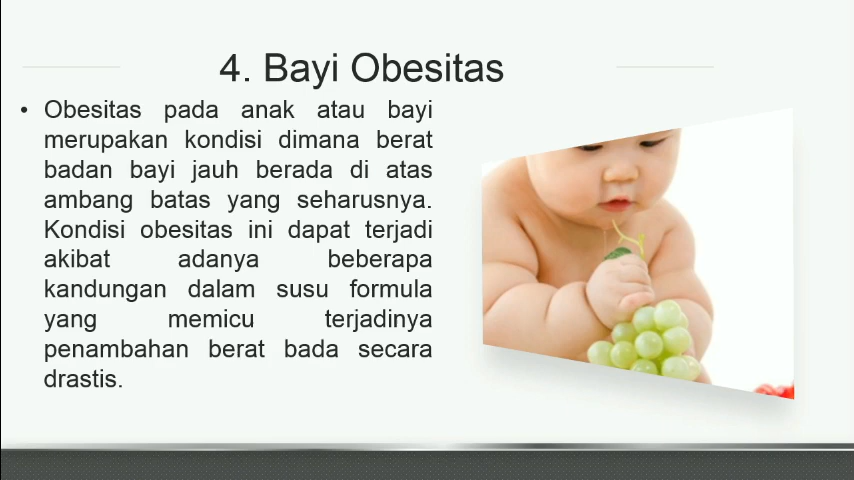 4. Bayi Obesitas
• Obesitas pada anak atau bayi
merupakan kondisi dimana berat
badan bayi jauh berada di atas
ambang batas yang seharusnya.
Kondisi obesitas ini dapat terjadi
akibat adanya beberapa
kandungan dalam susu formula
yang memicu terjadinya
penambahan berat bada secara
drastis.